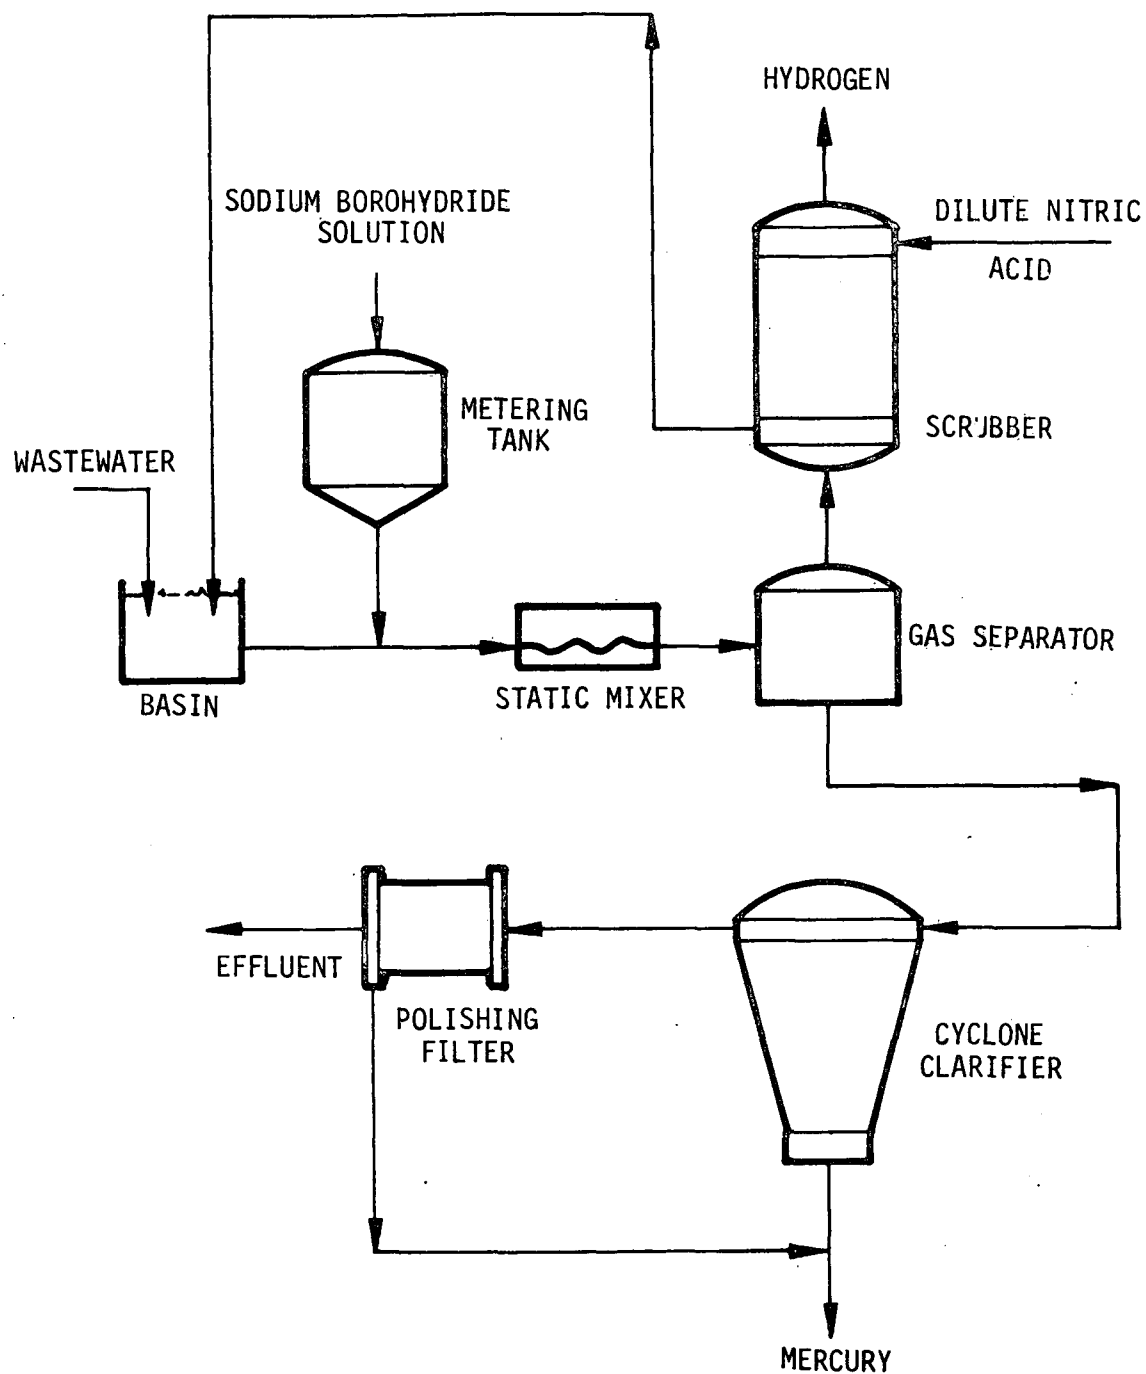 HYDROGEN
SODIUM BOROHYDRIDE
SOLUTION
DILUTE NITRIC
ACID
METERING
TANK
SCRUBBER
WASTEWATER
GAS SEPARATOR
STATIC MIXER
BASIN
EFFLUENT
POLISHING
FILTER
CYCLONE
CLARIFIER
MERCURY